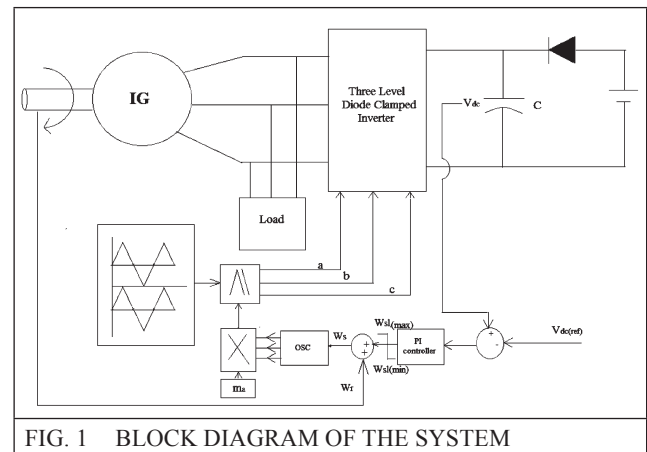 IG
Three Level
Diode Clamped
Inverter
Vdc
C
Load
a
b
c
Wsl(max)
Wsl(min)
PI
controller
+
-
Vdc(ref)
OSC
Ws
+
+
Wr
ma
FIG. 1 BLOCK DIAGRAM OF THE SYSTEM